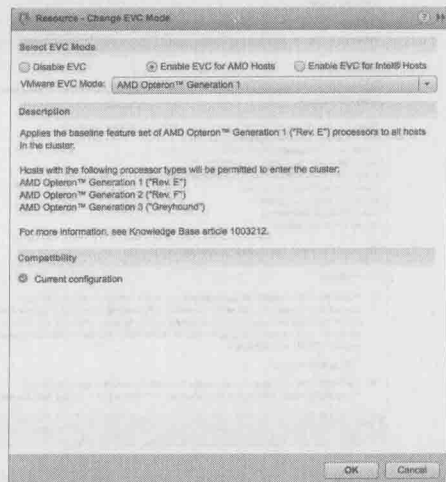 Resource - Change EVC Mode
Select EVC Mode
Disable EVC
Enable EVC for AMD Hosts
Enable EVC for Intel® Hosts
VMware EVC Mode:
AMD Opteron™ Generation 1
Description
Applies the baseline feature set of AMD Opteron™ Generation 1 ("Rev. E") processors to all hosts
in the cluster.
Hosts with the following processor types will be permitted to enter the cluster:
AMD Opteron™ Generation 1 ("Rev. E")
AMD Opteron™ Generation 2 ("Rev. F")
AMD Opteron™ Generation 3 ("Greyhound")
For more information, see Knowledge Base article 1003212.
Compatibility
Current configuration
OK
Cancel